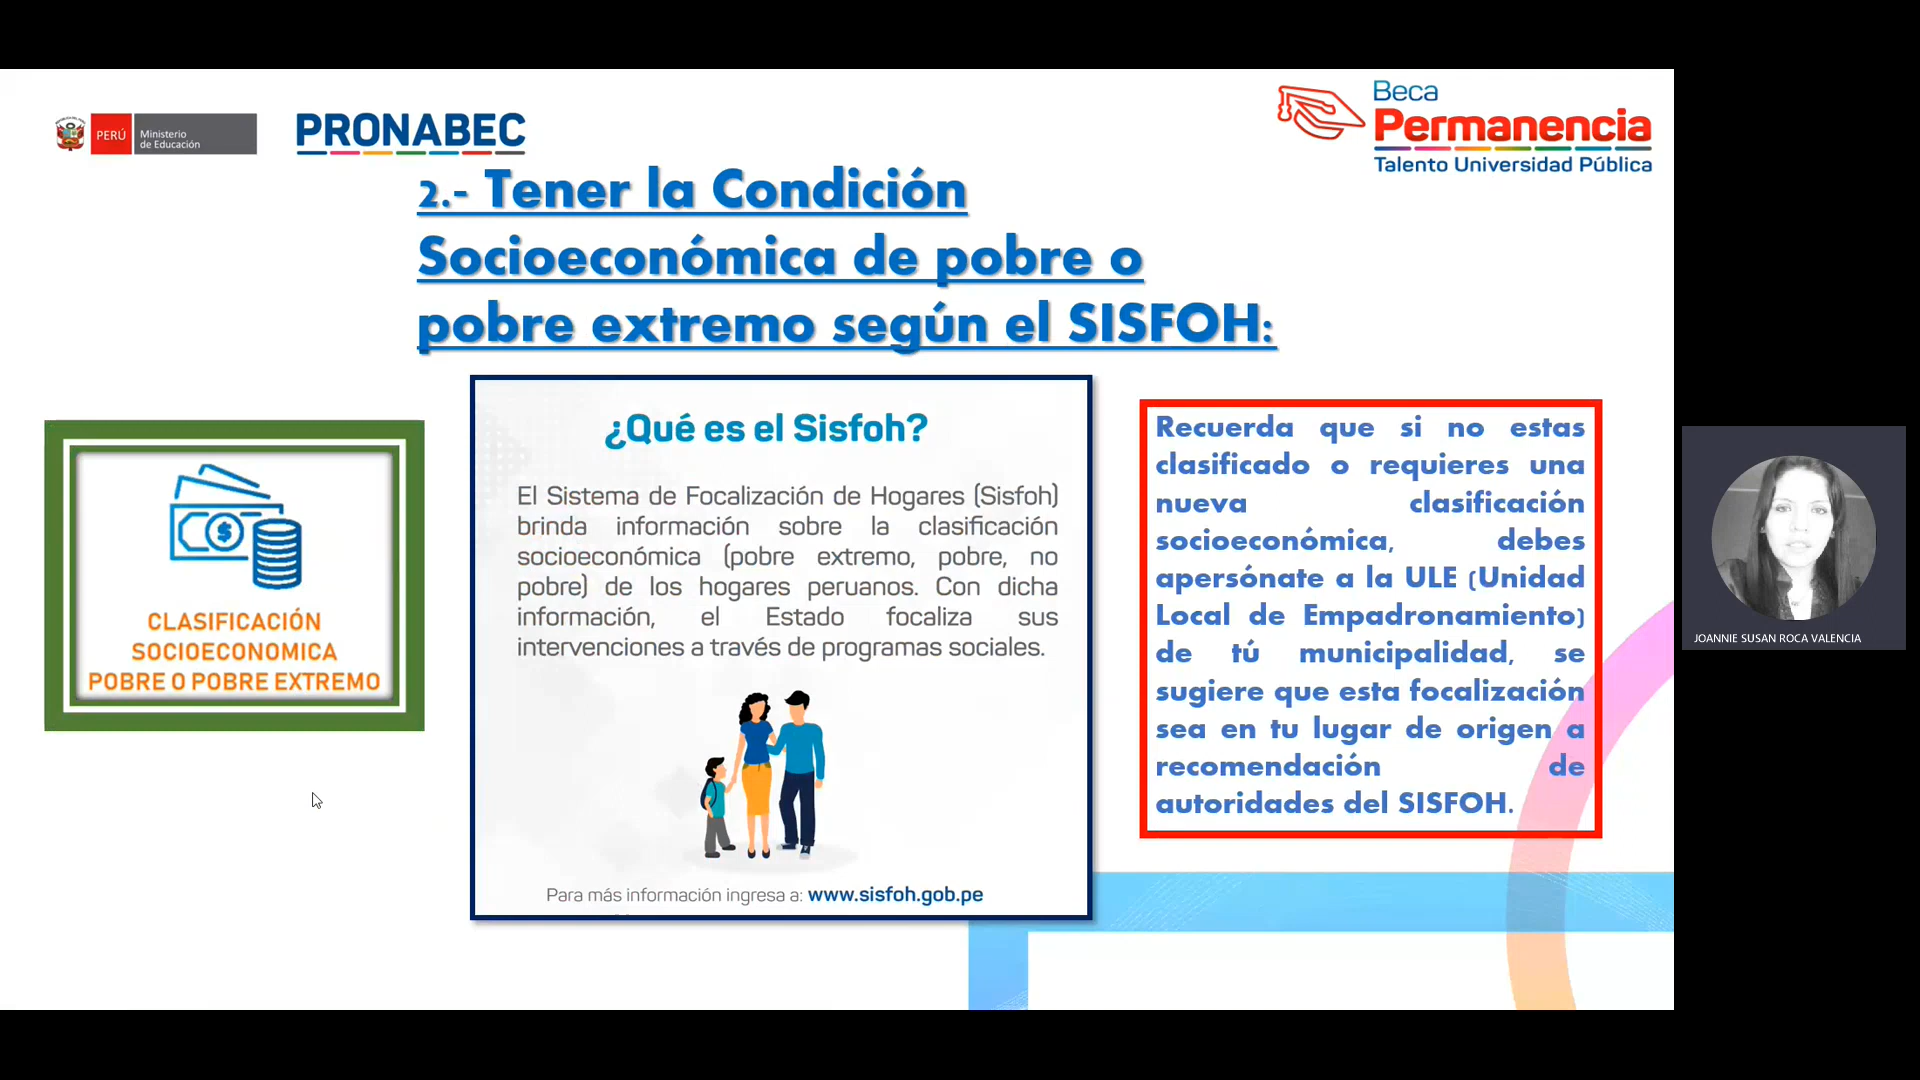 PERÚ
Ministerio
de Educación
PRONABEC
Beca
Permanencia
Talento Universidad Pública
2.- Tener la Condición
Socioeconómica de pobre o
pobre extremo según el SISFOH:
CLASIFICACIÓN
SOCIOECONOMICA
POBRE O POBRE EXTREMO
¿Qué es el Sisfoh?
El Sistema de Focalización de Hogares (Sisfoh)
brinda información sobre la clasificación
socioeconómica (pobre extremo, pobre, no
pobre) de los hogares peruanos. Con dicha
información, el Estado focaliza sus
intervenciones a través de programas sociales.
Para más información ingresa a: www.sisfoh.gob.pe
Recuerda que si no estas
clasificado o requieres una
nueva clasificación
socioeconómica, debes
apersónate a la ULE (Unidad
Local de Empadronamiento)
de tú municipalidad, se
sugiere que esta focalización
sea en tu lugar de origen a
recomendación de
autoridades del SISFOH.
JOANNIE SUSAN ROCA VALENCIA